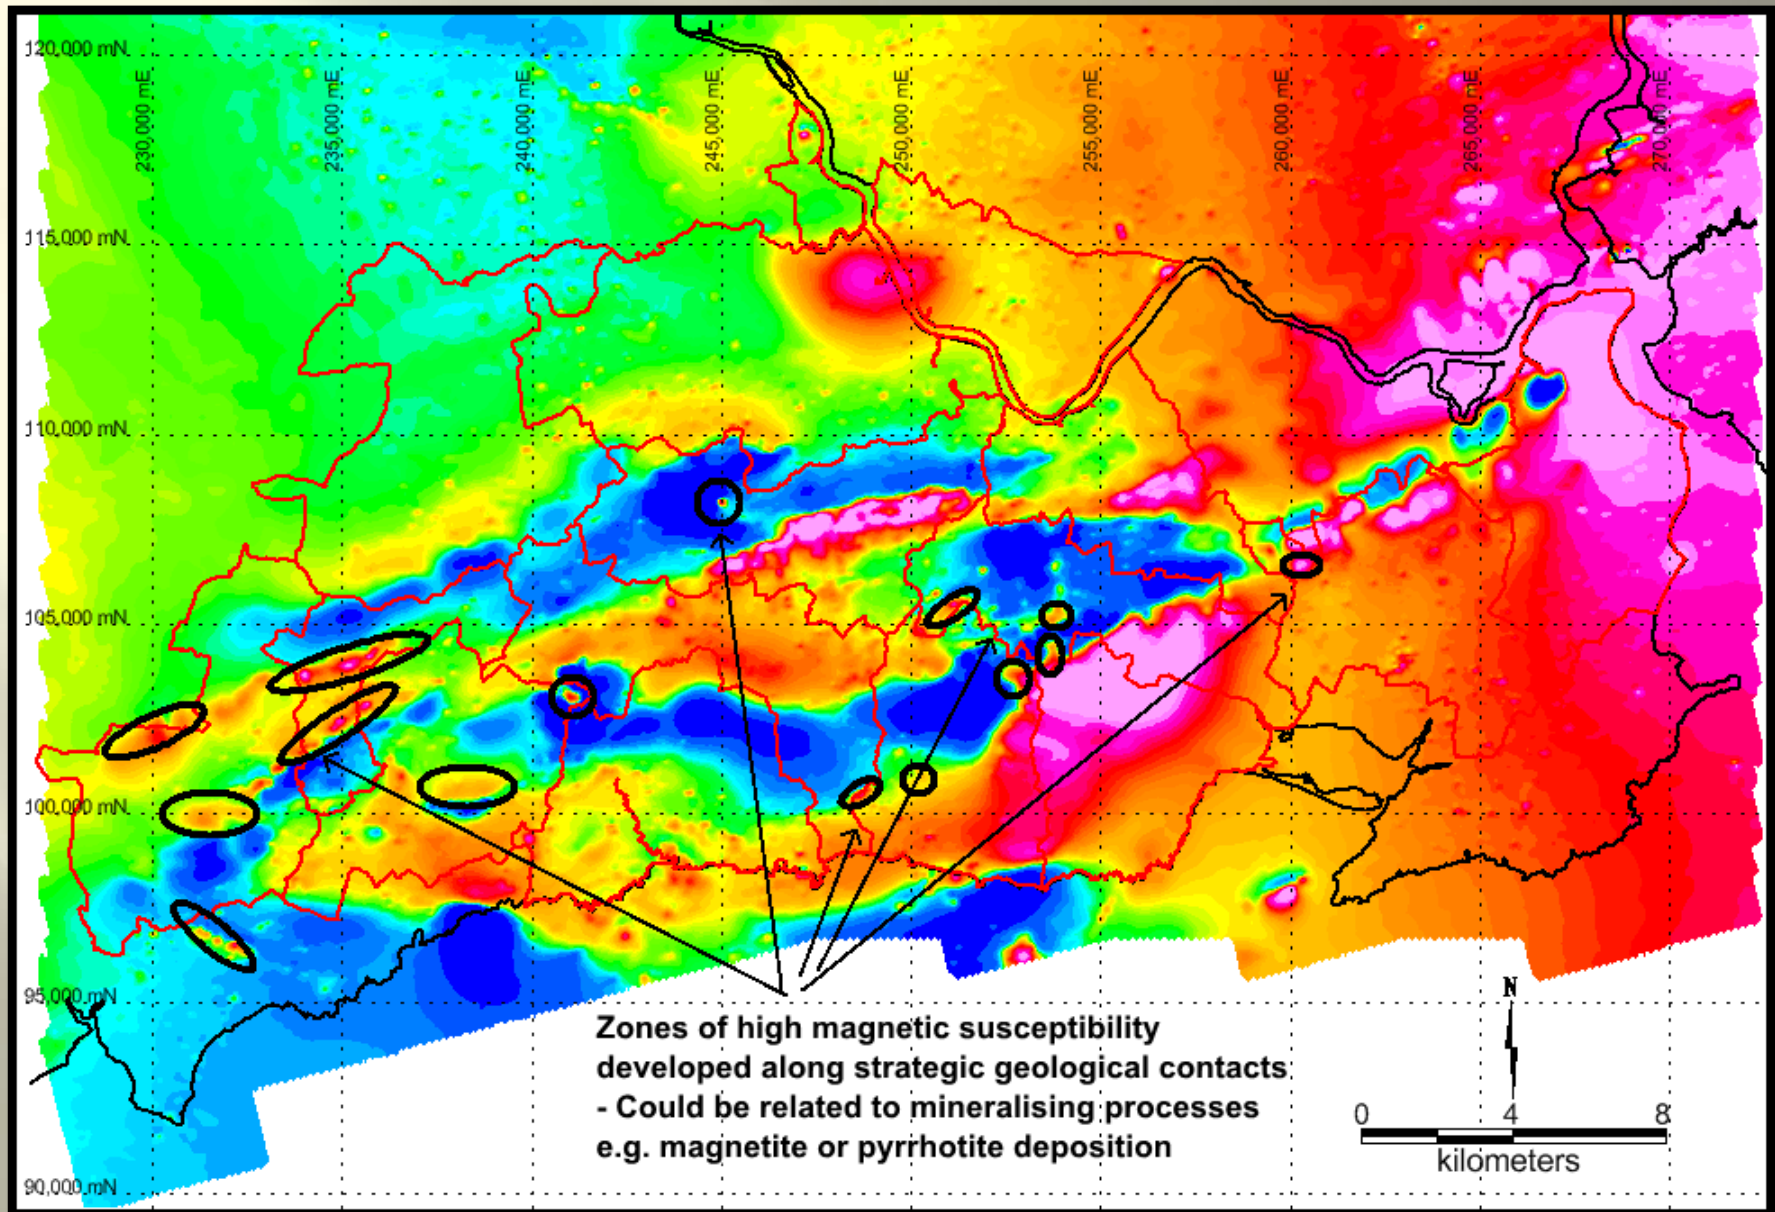 120,000 mN
230,000 mE
235,000 mE
240,000 mE
245,000 mE
250,000 mE
255,000 mE
260,000 mE
265,000 mE
270,000 mE
115,000 mN
110,000 mN
105,000 mN
100,000 mN
95,000 mN
90,000 mN
Zones of high magnetic susceptibility
developed along strategic geological contacts
- Could be related to mineralising processes
e.g. magnetite or pyrrhotite deposition
N
0 4 8
kilometers